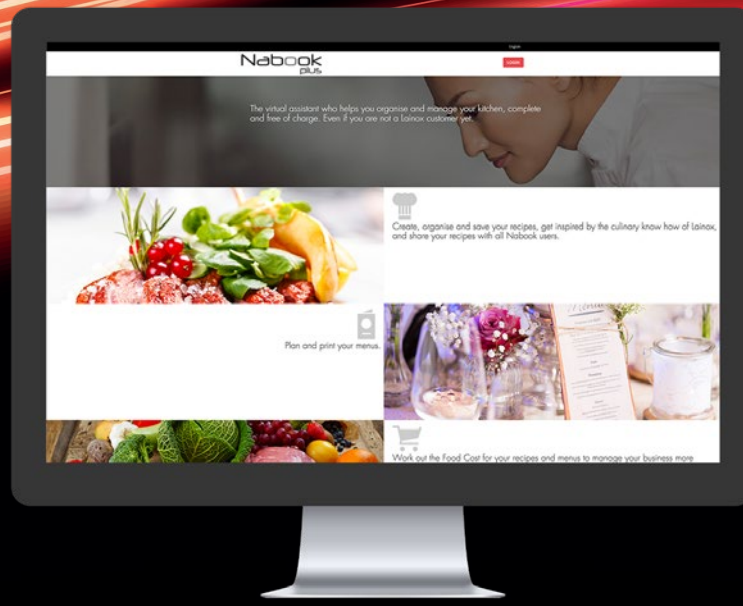 English
Nabook
plus
LOGIN
The virtual assistant who helps you organise and manage your kitchen, complete
and free of charge. Even if you are not a Lainox customer yet.
Create, organise and save your recipes, get inspired by the culinary know how of Lainox,
and share your recipes with all Nabook users.
Plan and print your menus.
Menu
Work out the Food Cost for your recipes and menus to manage your business more